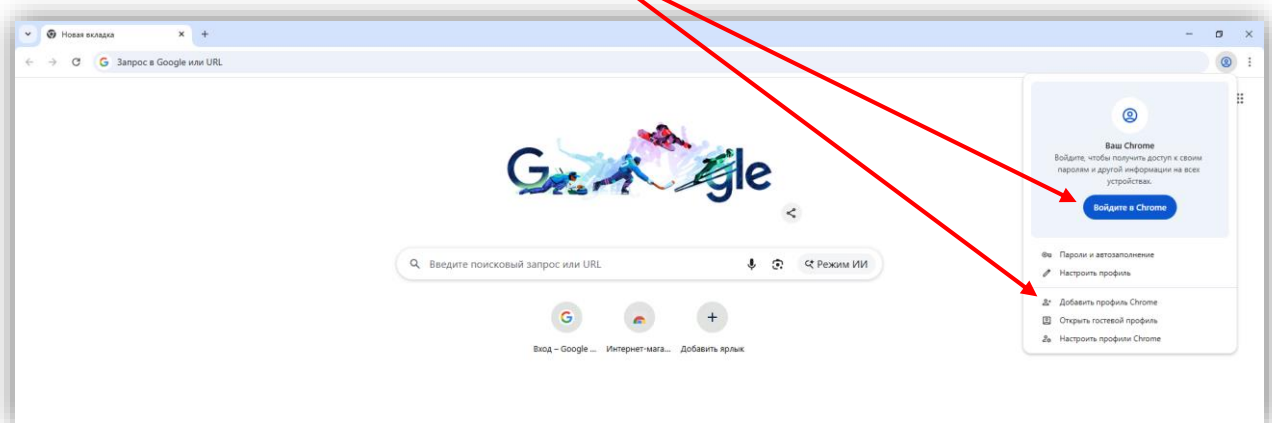 Новая вкладка
Запрос в Google или URL
Google
Ваш Chrome
Войдите, чтобы получить доступ к своим
паролям и другой информации на всех
устройствах.
Войдите в Chrome
Введите поисковый запрос или URL
Режим ИИ
Пароли и автозаполнение
Настроить профиль
Добавить профиль Chrome
Открыть гостевой профиль
Настроить профили Chrome
Вход – Google ...
Интернет-мага...
Добавить ярлык